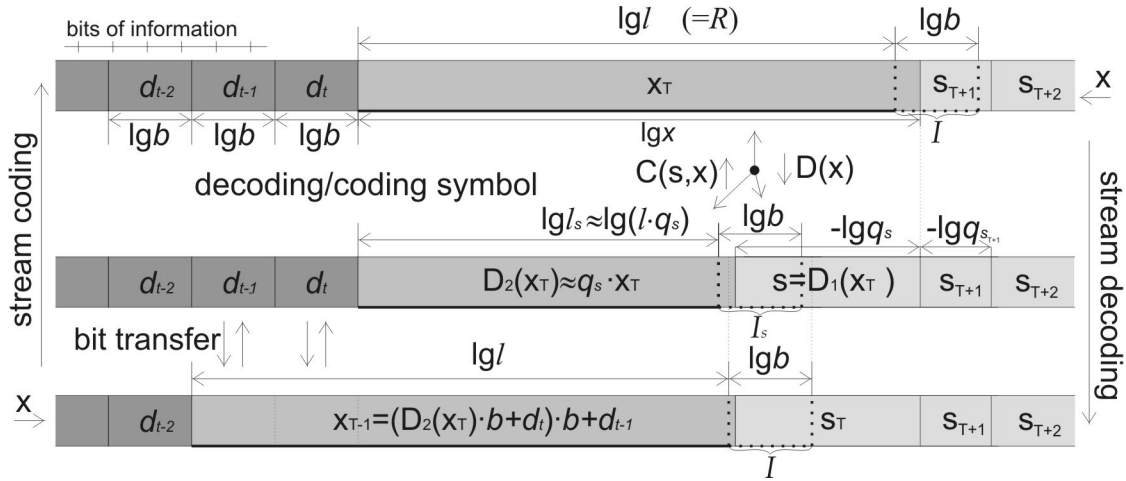 bits of information
lgl (=R) lgb
d_{t-2} d_{t-1} d_t x_T s_{T+1} s_{T+2} x
lgb lgb lgb lgx I
C(s,x) D(x)
decoding/coding symbol
lgl_s≈lg(l·q_s) lgb -lgq_s -lgq_{s_{T+1}}
d_{t-2} d_{t-1} d_t D_2(x_T)≈q_s·x_T s=D_1(x_T) s_{T+1} s_{T+2}
I_s
bit transfer
lgl lgb
x d_{t-2} x_{T-1}=(D_2(x_T)·b+d_t)·b+d_{t-1} s_T s_{T+1} s_{T+2}
I
stream coding
stream decoding